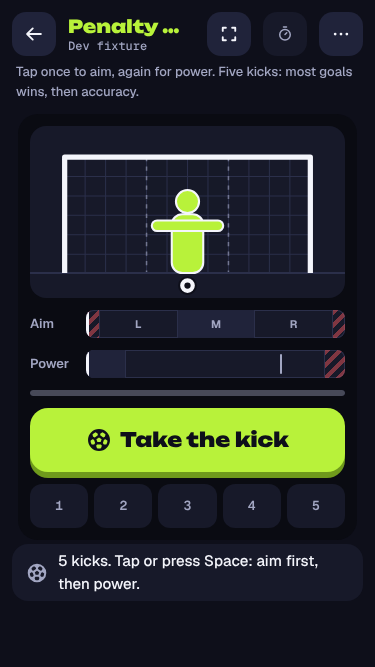 Penalty ...
Dev fixture
Tap once to aim, again for power. Five kicks: most goals
wins, then accuracy.
Aim
L
M
R
Power
Take the kick
1
2
3
4
5
5 kicks. Tap or press Space: aim first,
then power.